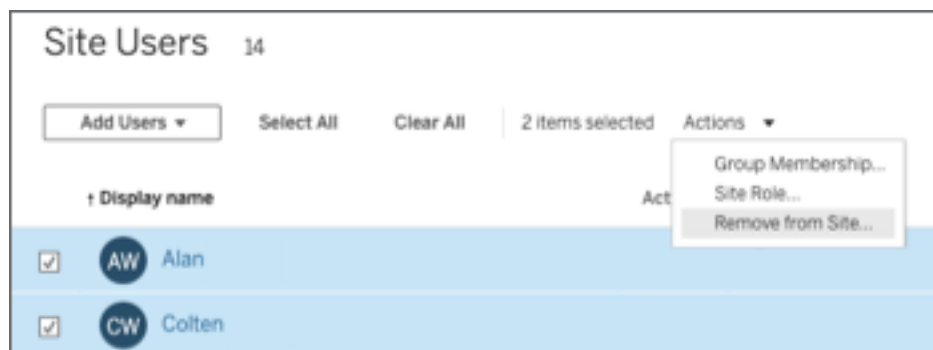 Site Users 14
Add Users ▾ Select All Clear All 2 items selected Actions ▾
Group Membership...
Site Role...
Remove from Site...
↑ Display name Act
AW Alan
CW Colten